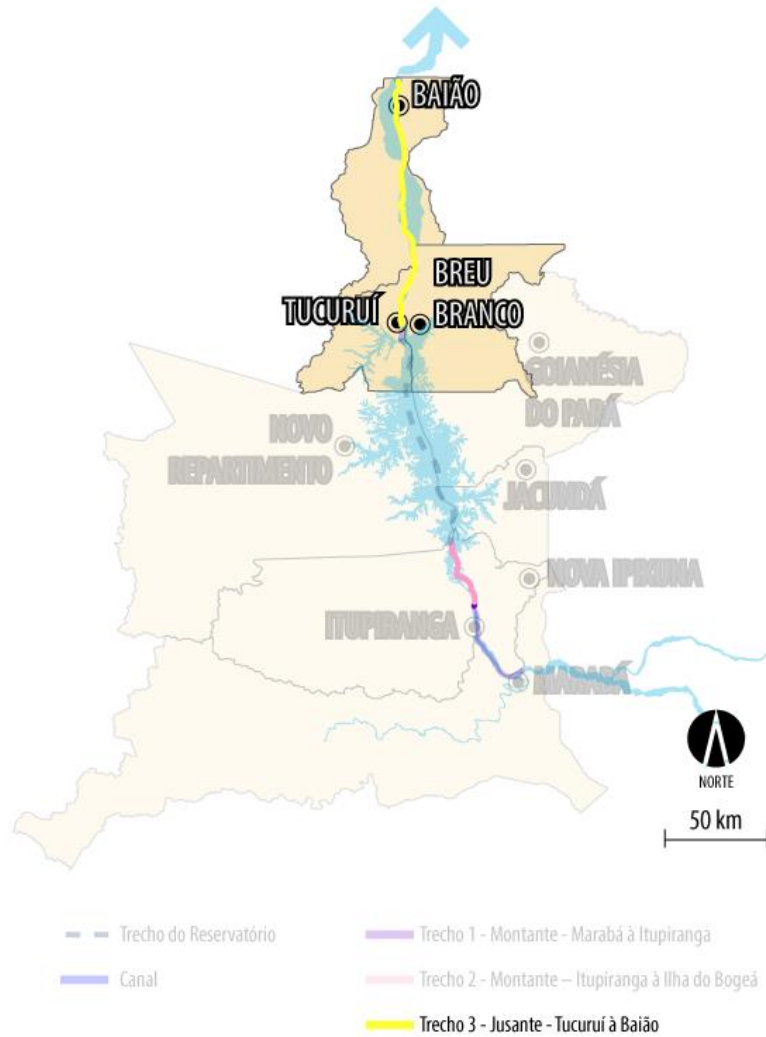 BAIÃO
BREU
TUCURUÍ
BRANCO
GOIANÉSIA
DO PARÁ
NOVO
REPARTIMENTO
JACUNDÁ
NOVA IPIXUNA
ITUPIRANGA
MARABÁ
NORTE
50 km
Trecho do Reservatório
Trecho 1 - Montante - Marabá à Itupiranga
Canal
Trecho 2 - Montante – Itupiranga à Ilha do Bogeá
Trecho 3 - Jusante - Tucuruí à Baião